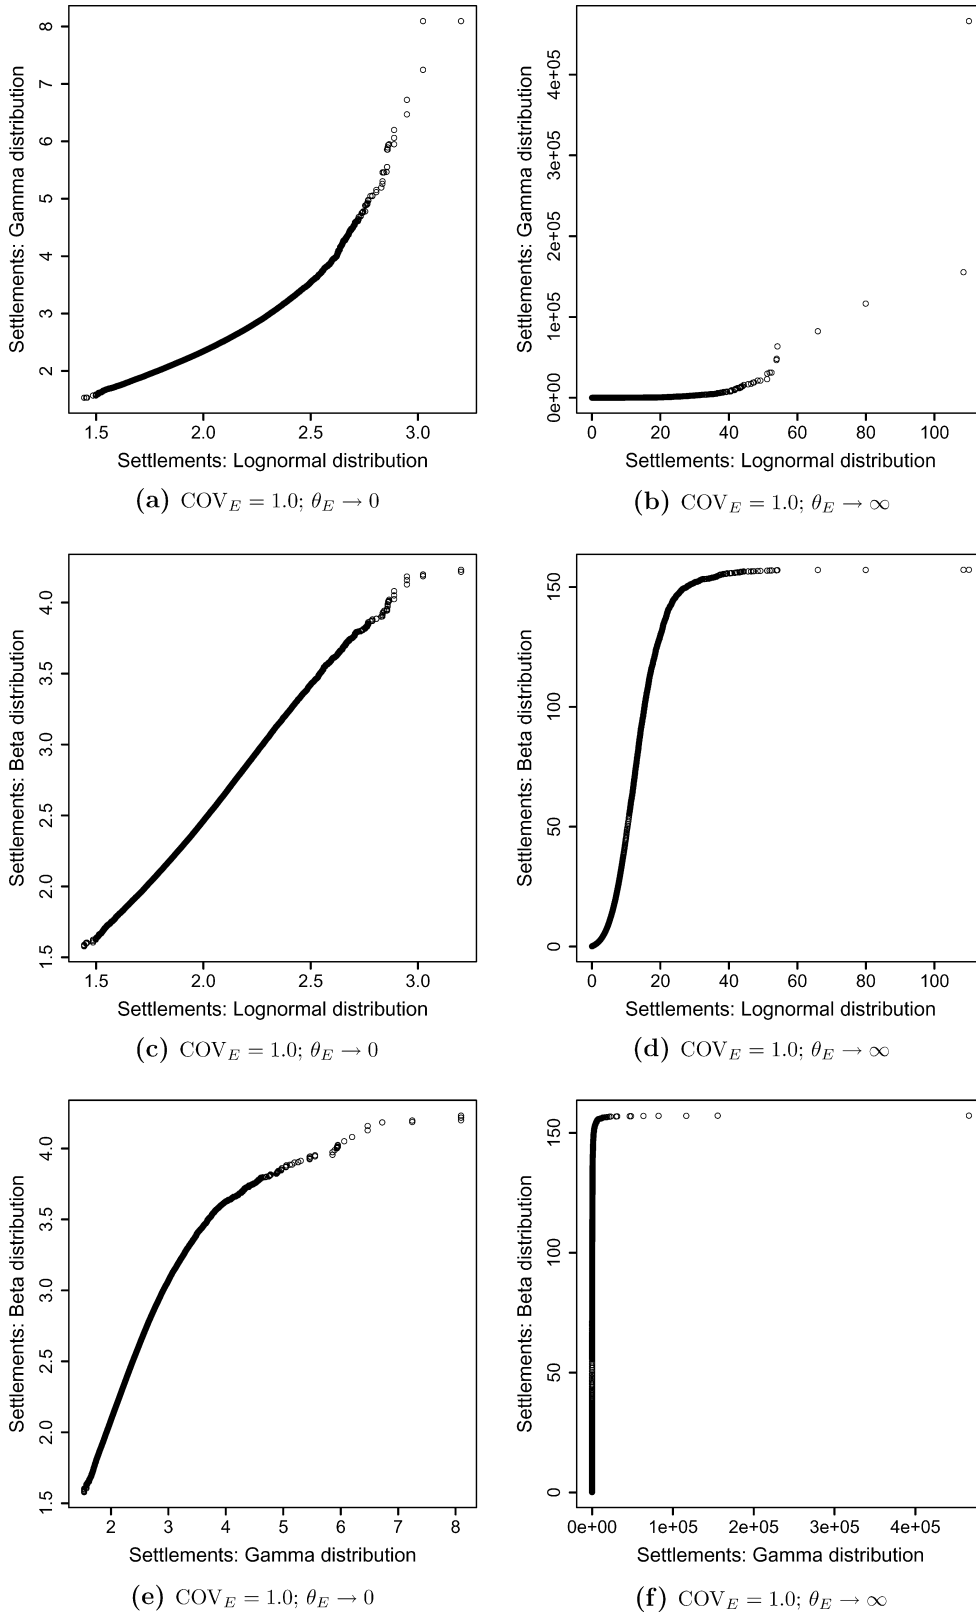 8
7
6
5
4
3
2
Settlements: Gamma distribution
1.5 2.0 2.5 3.0
Settlements: Lognormal distribution
(a) COV_E = 1.0; θ_E → 0
4e+05
3e+05
2e+05
1e+05
0e+00
Settlements: Gamma distribution
0 20 40 60 80 100
Settlements: Lognormal distribution
(b) COV_E = 1.0; θ_E → ∞
4.0
3.5
3.0
2.5
2.0
1.5
Settlements: Beta distribution
1.5 2.0 2.5 3.0
Settlements: Lognormal distribution
(c) COV_E = 1.0; θ_E → 0
150
100
50
0
Settlements: Beta distribution
0 20 40 60 80 100
Settlements: Lognormal distribution
(d) COV_E = 1.0; θ_E → ∞
4.0
3.5
3.0
2.5
2.0
1.5
Settlements: Beta distribution
2 3 4 5 6 7 8
Settlements: Gamma distribution
(e) COV_E = 1.0; θ_E → 0
150
100
50
0
Settlements: Beta distribution
0e+00 1e+05 2e+05 3e+05 4e+05
Settlements: Gamma distribution
(f) COV_E = 1.0; θ_E → ∞